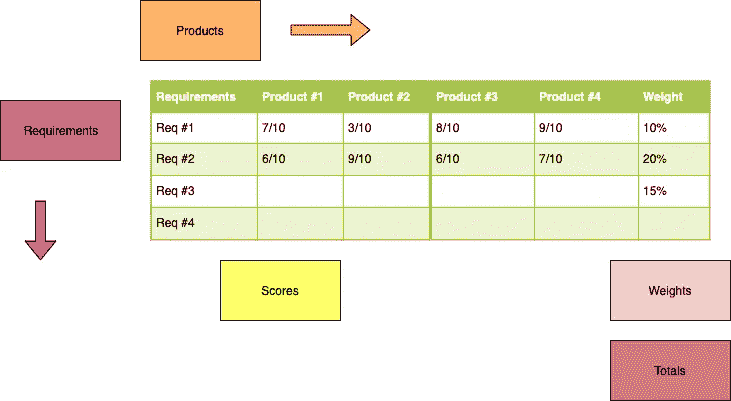 Products
Requirements
Requirements Product #1 Product #2 Product #3 Product #4 Weight
Req #1 7/10 3/10 8/10 9/10 10%
Req #2 6/10 9/10 6/10 7/10 20%
Req #3 15%
Req #4
Scores
Weights
Totals